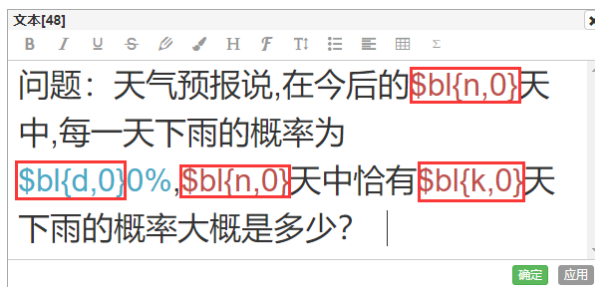 文本[48]
B I U S H F T↕ Σ
问题：天气预报说,在今后的$bl{n,0}天
中,每一天下雨的概率为
$bl{d,0}0%,$bl{n,0}天中恰有$bl{k,0}天
下雨的概率大概是多少?
确定 应用